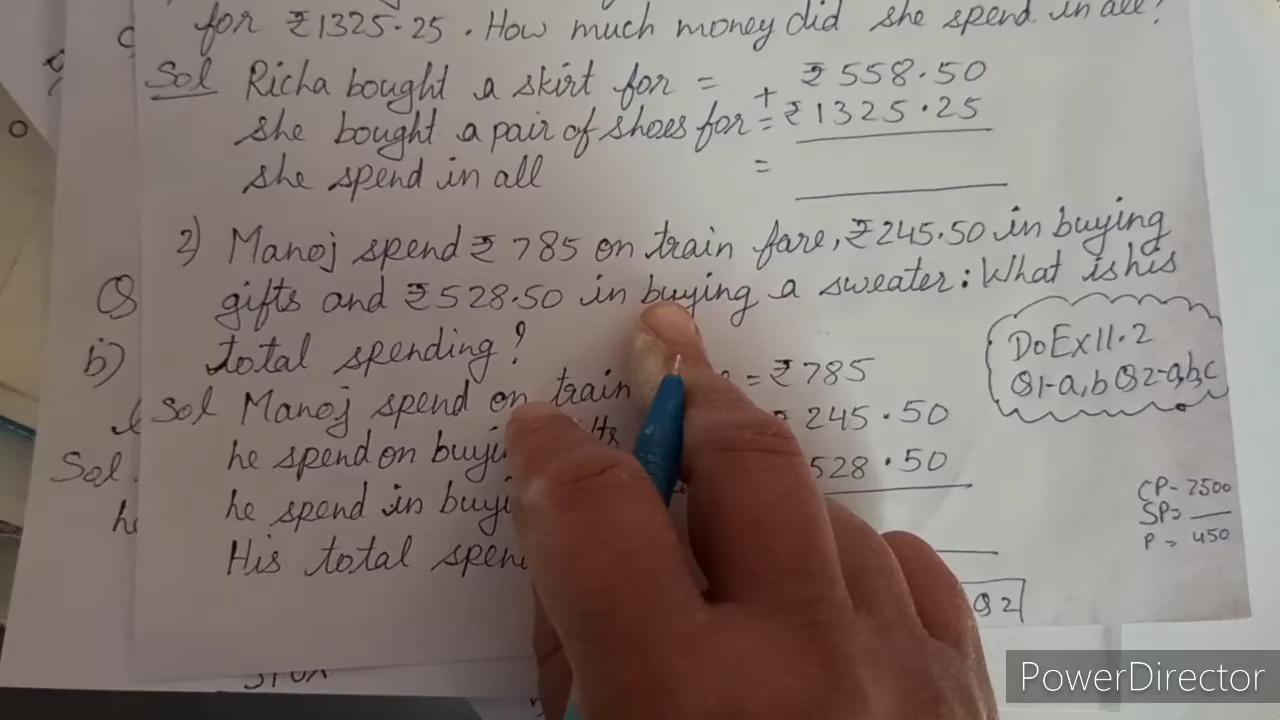 for ₹1325.25. How much money did she spend in all?
Sol Richa bought a skirt for = ₹558.50
she bought a pair of shoes for = + ₹1325.25
she spend in all =
2) Manoj spend ₹ 785 on train fare, ₹245.50 in buying
gifts and ₹528.50 in buying a sweater: What is his
total spending?
Sol Manoj spend on train = ₹785
he spend on 245.50
he spend in 528.50
His total
Do Ex 11.2
Q1-a,b Q2-a,b,c
CP- 2500
SP=
P = 450
Q2
Q
b)
Sol
PowerDirector